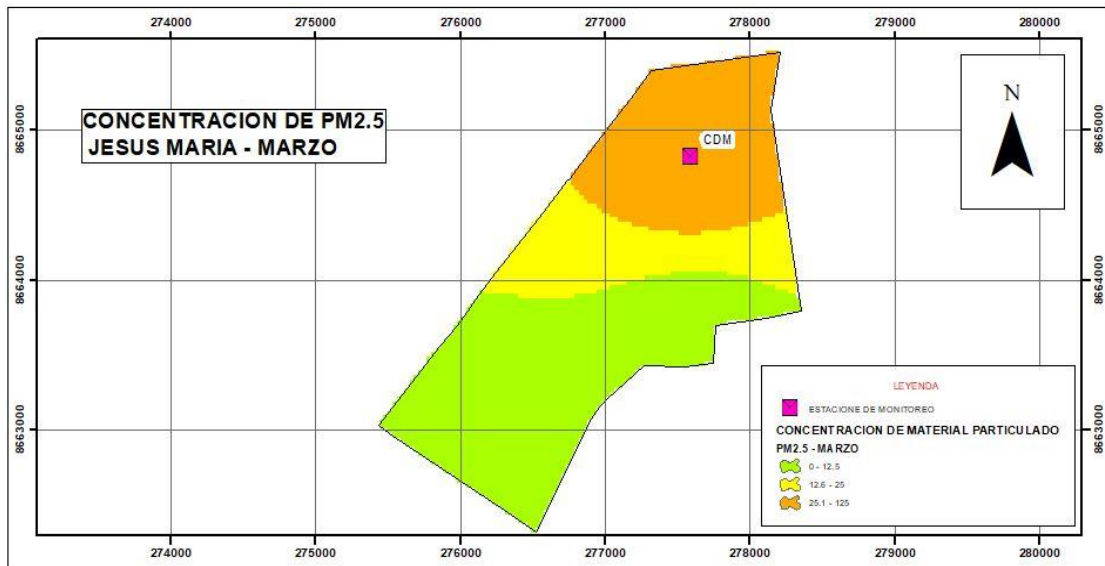 274000 275000 276000 277000 278000 279000 280000
CONCENTRACION DE PM2.5
JESUS MARIA - MARZO
N
CDM
8665000 8665000
8664000 8664000
8663000 8663000
LEYENDA
ESTACIONE DE MONITOREO
CONCENTRACION DE MATERIAL PARTICULADO
PM2.5 - MARZO
0 - 12.5
12.6 - 25
25.1 - 125
274000 275000 276000 277000 278000 279000 280000